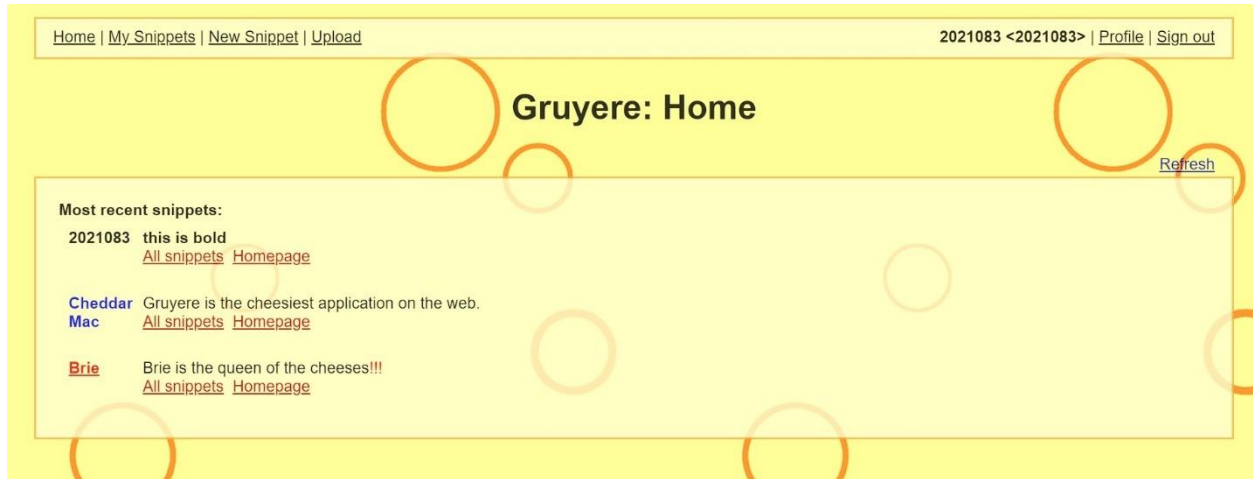 Home | My Snippets | New Snippet | Upload
2021083 <2021083> | Profile | Sign out
Gruyere: Home
Refresh
Most recent snippets:
2021083 this is bold
All snippets Homepage
Cheddar Gruyere is the cheesiest application on the web.
Mac All snippets Homepage
Brie Brie is the queen of the cheeses!!!
All snippets Homepage